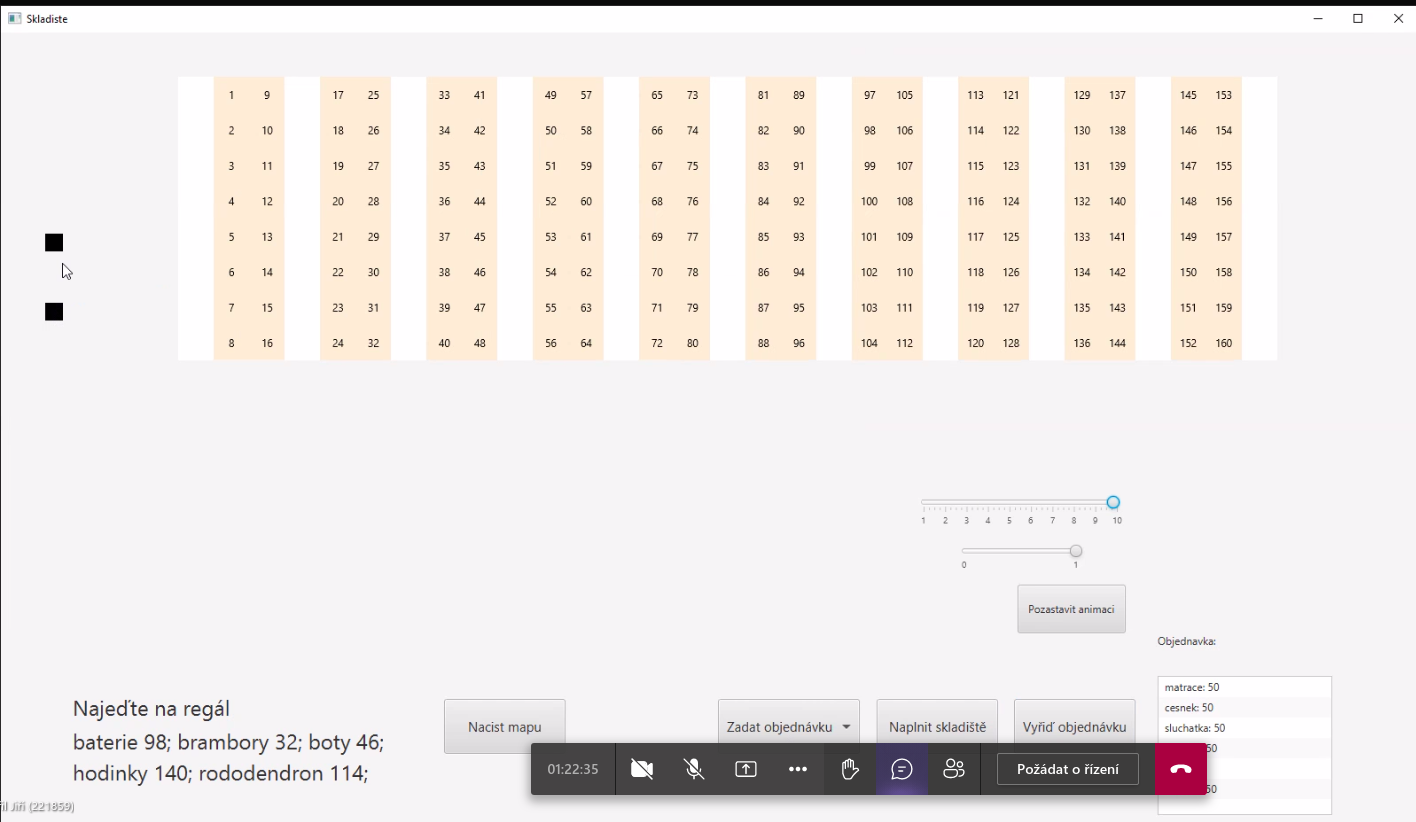 Skladiste
1 9 17 25 33 41 49 57 65 73 81 89 97 105 113 121 129 137 145 153
2 10 18 26 34 42 50 58 66 74 82 90 98 106 114 122 130 138 146 154
3 11 19 27 35 43 51 59 67 75 83 91 99 107 115 123 131 139 147 155
4 12 20 28 36 44 52 60 68 76 84 92 100 108 116 124 132 140 148 156
5 13 21 29 37 45 53 61 69 77 85 93 101 109 117 125 133 141 149 157
6 14 22 30 38 46 54 62 70 78 86 94 102 110 118 126 134 142 150 158
7 15 23 31 39 47 55 63 71 79 87 95 103 111 119 127 135 143 151 159
8 16 24 32 40 48 56 64 72 80 88 96 104 112 120 128 136 144 152 160
1 2 3 4 5 6 7 8 9 10
0 1
Pozastavit animaci
Objednavka:
matrace: 50
cesnek: 50
sluchatka: 50
50
50
Najeďte na regál
baterie 98; brambory 32; boty 46;
hodinky 140; rododendron 114;
Nacist mapu
Zadat objednávku
Naplnit skladiště
Vyřiď objednávku
01:22:35
Požádat o řízení
Jiří (221859)